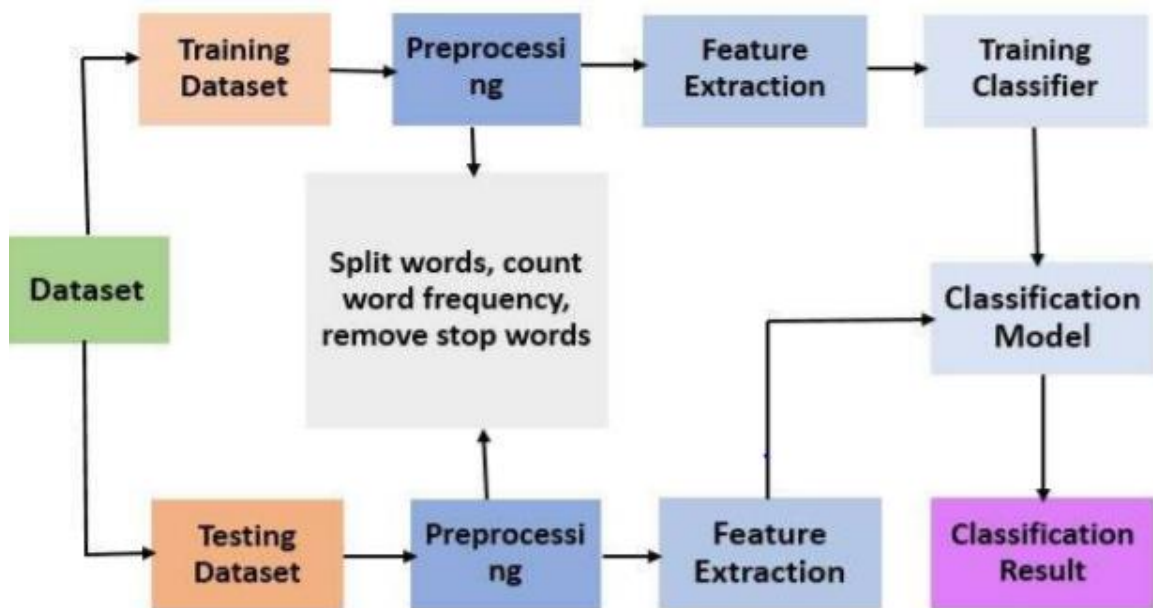 Training
Dataset
Preprocessi
ng
Feature
Extraction
Training
Classifier
Dataset
Split words, count
word frequency,
remove stop words
Classification
Model
Testing
Dataset
Preprocessi
ng
Feature
Extraction
Classification
Result